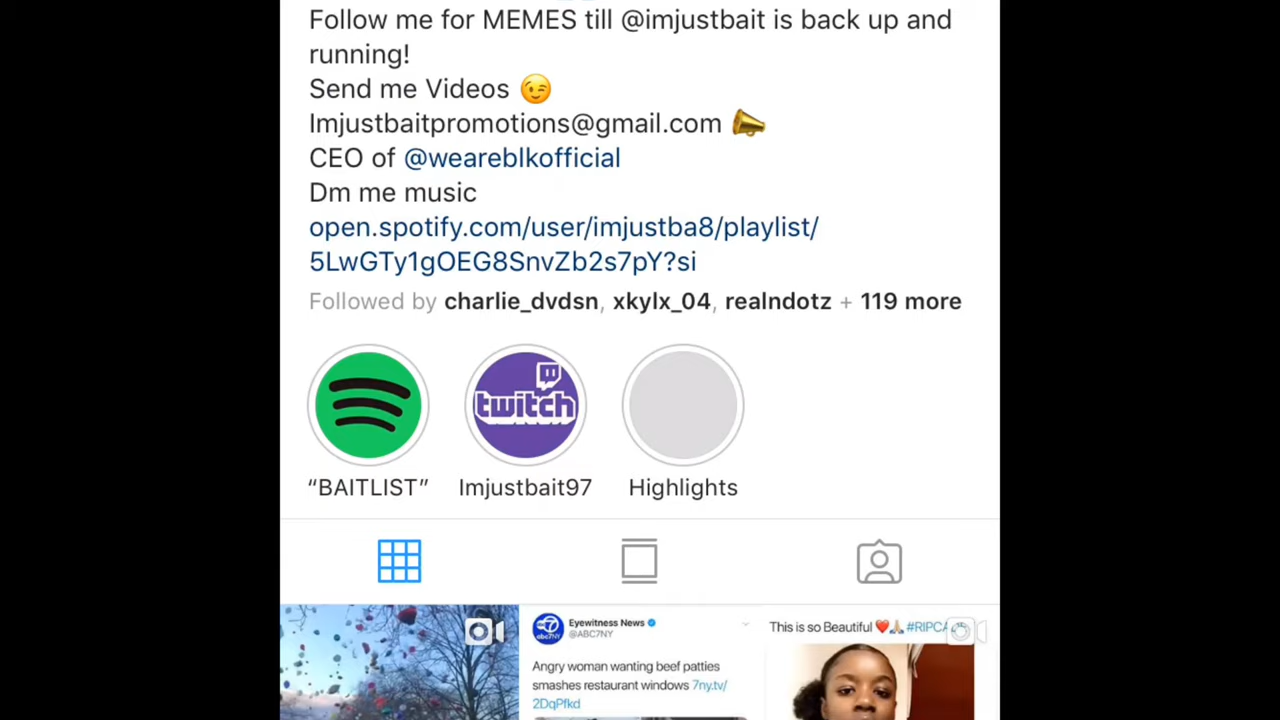 Follow me for MEMES till @imjustbait is back up and
running!
Send me Videos 😉
Imjustbaitpromotions@gmail.com 📣
CEO of @weareblkofficial
Dm me music
open.spotify.com/user/imjustba8/playlist/
5LwGTy1gOEG8SnvZb2s7pY?si
Followed by charlie_dvdsn, xkylx_04, realndotz + 119 more
twitch
“BAITLIST” Imjustbait97 Highlights
Eyewitness News
@ABC7NY
abc7NY
Angry woman wanting beef patties
smashes restaurant windows 7ny.tv/
2DqPfkd
This is so Beautiful ❤️🙏🏼 #RIPCA